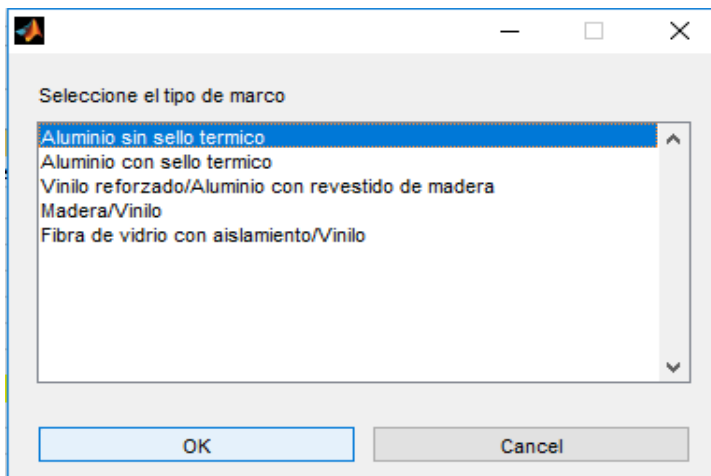 Seleccione el tipo de marco
Aluminio sin sello termico
Aluminio con sello termico
Vinilo reforzado/Aluminio con revestido de madera
Madera/Vinilo
Fibra de vidrio con aislamiento/Vinilo
OK
Cancel